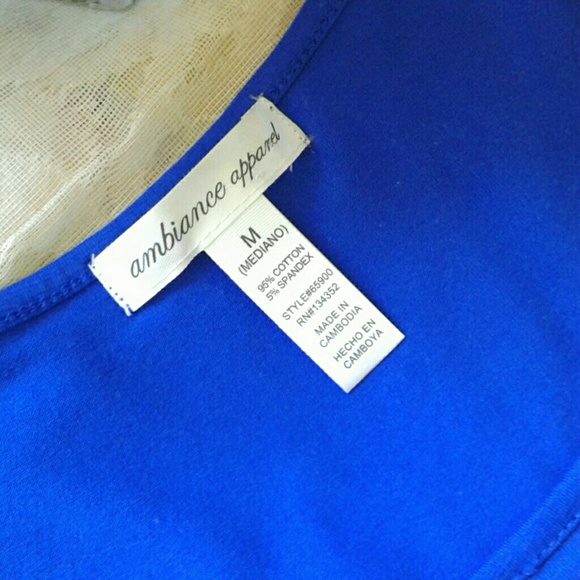 ambiance apparel
M
(MEDIANO)
95% COTTON
5% SPANDEX
STYLE#65900
RN#134352
MADE IN
CAMBODIA
HECHO EN
CAMBOYA